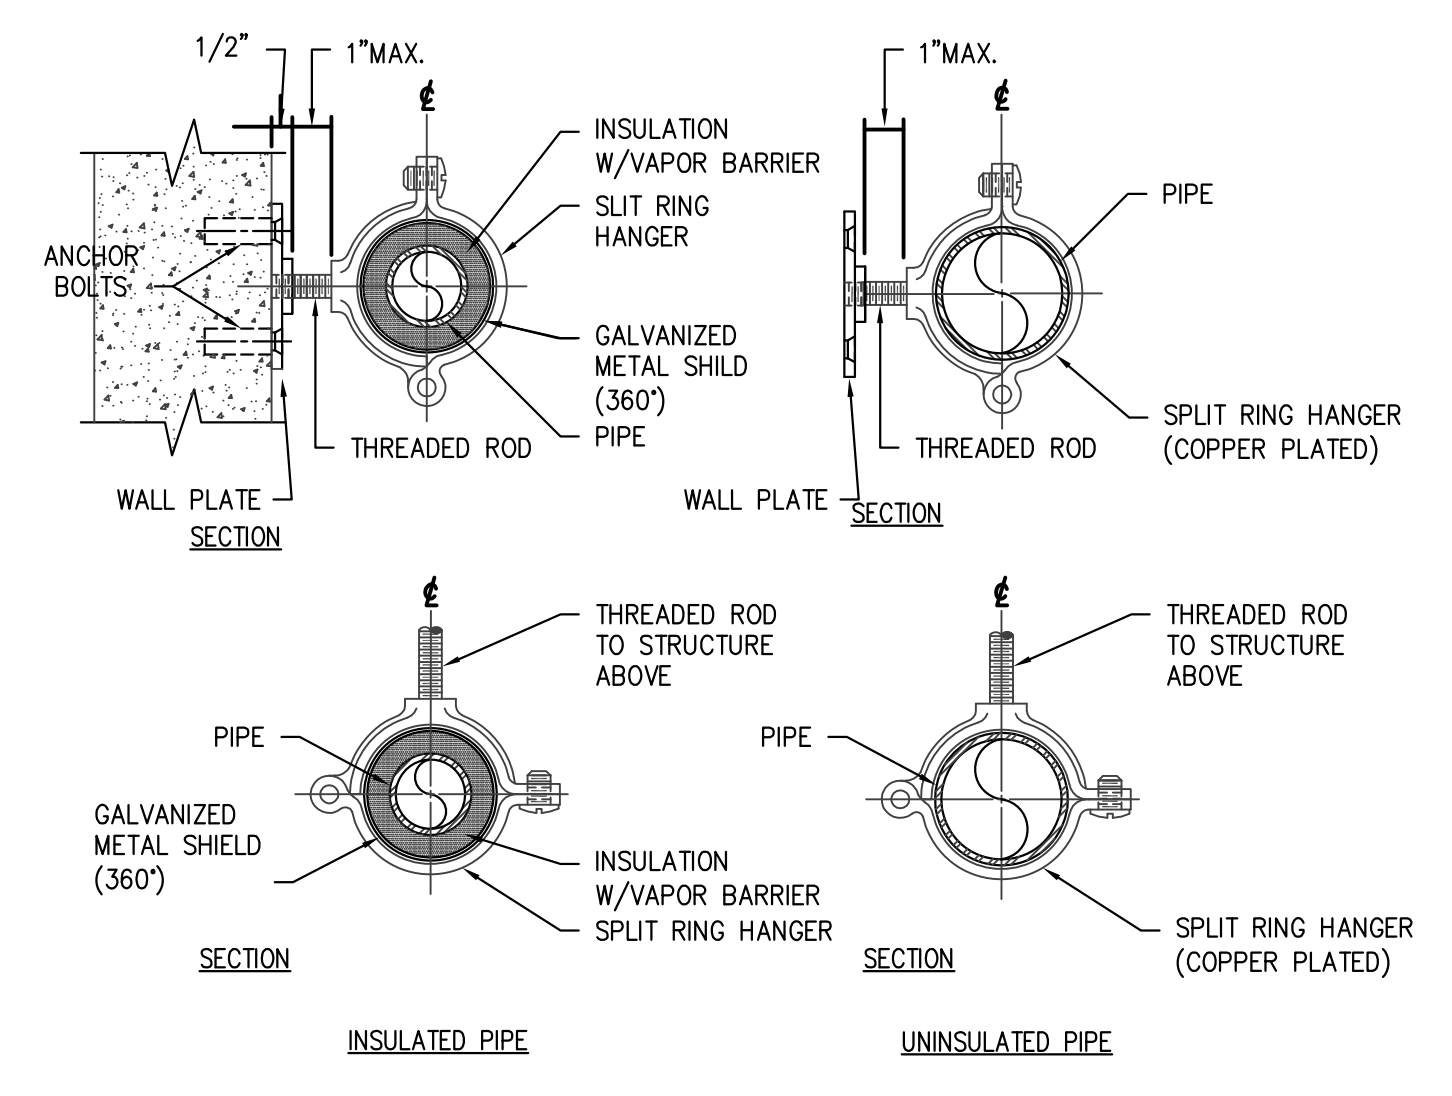 1/2"
1"MAX.
℄
INSULATION
W/VAPOR BARRIER
SLIT RING
HANGER
ANCHOR
BOLTS
GALVANIZED
METAL SHILD
(360°)
PIPE
THREADED ROD
WALL PLATE
SECTION
1"MAX.
℄
PIPE
SPLIT RING HANGER
(COPPER PLATED)
THREADED ROD
WALL PLATE
SECTION
℄
THREADED ROD
TO STRUCTURE
ABOVE
PIPE
GALVANIZED
METAL SHIELD
(360°)
INSULATION
W/VAPOR BARRIER
SPLIT RING HANGER
SECTION
INSULATED PIPE
℄
THREADED ROD
TO STRUCTURE
ABOVE
PIPE
SPLIT RING HANGER
(COPPER PLATED)
SECTION
UNINSULATED PIPE